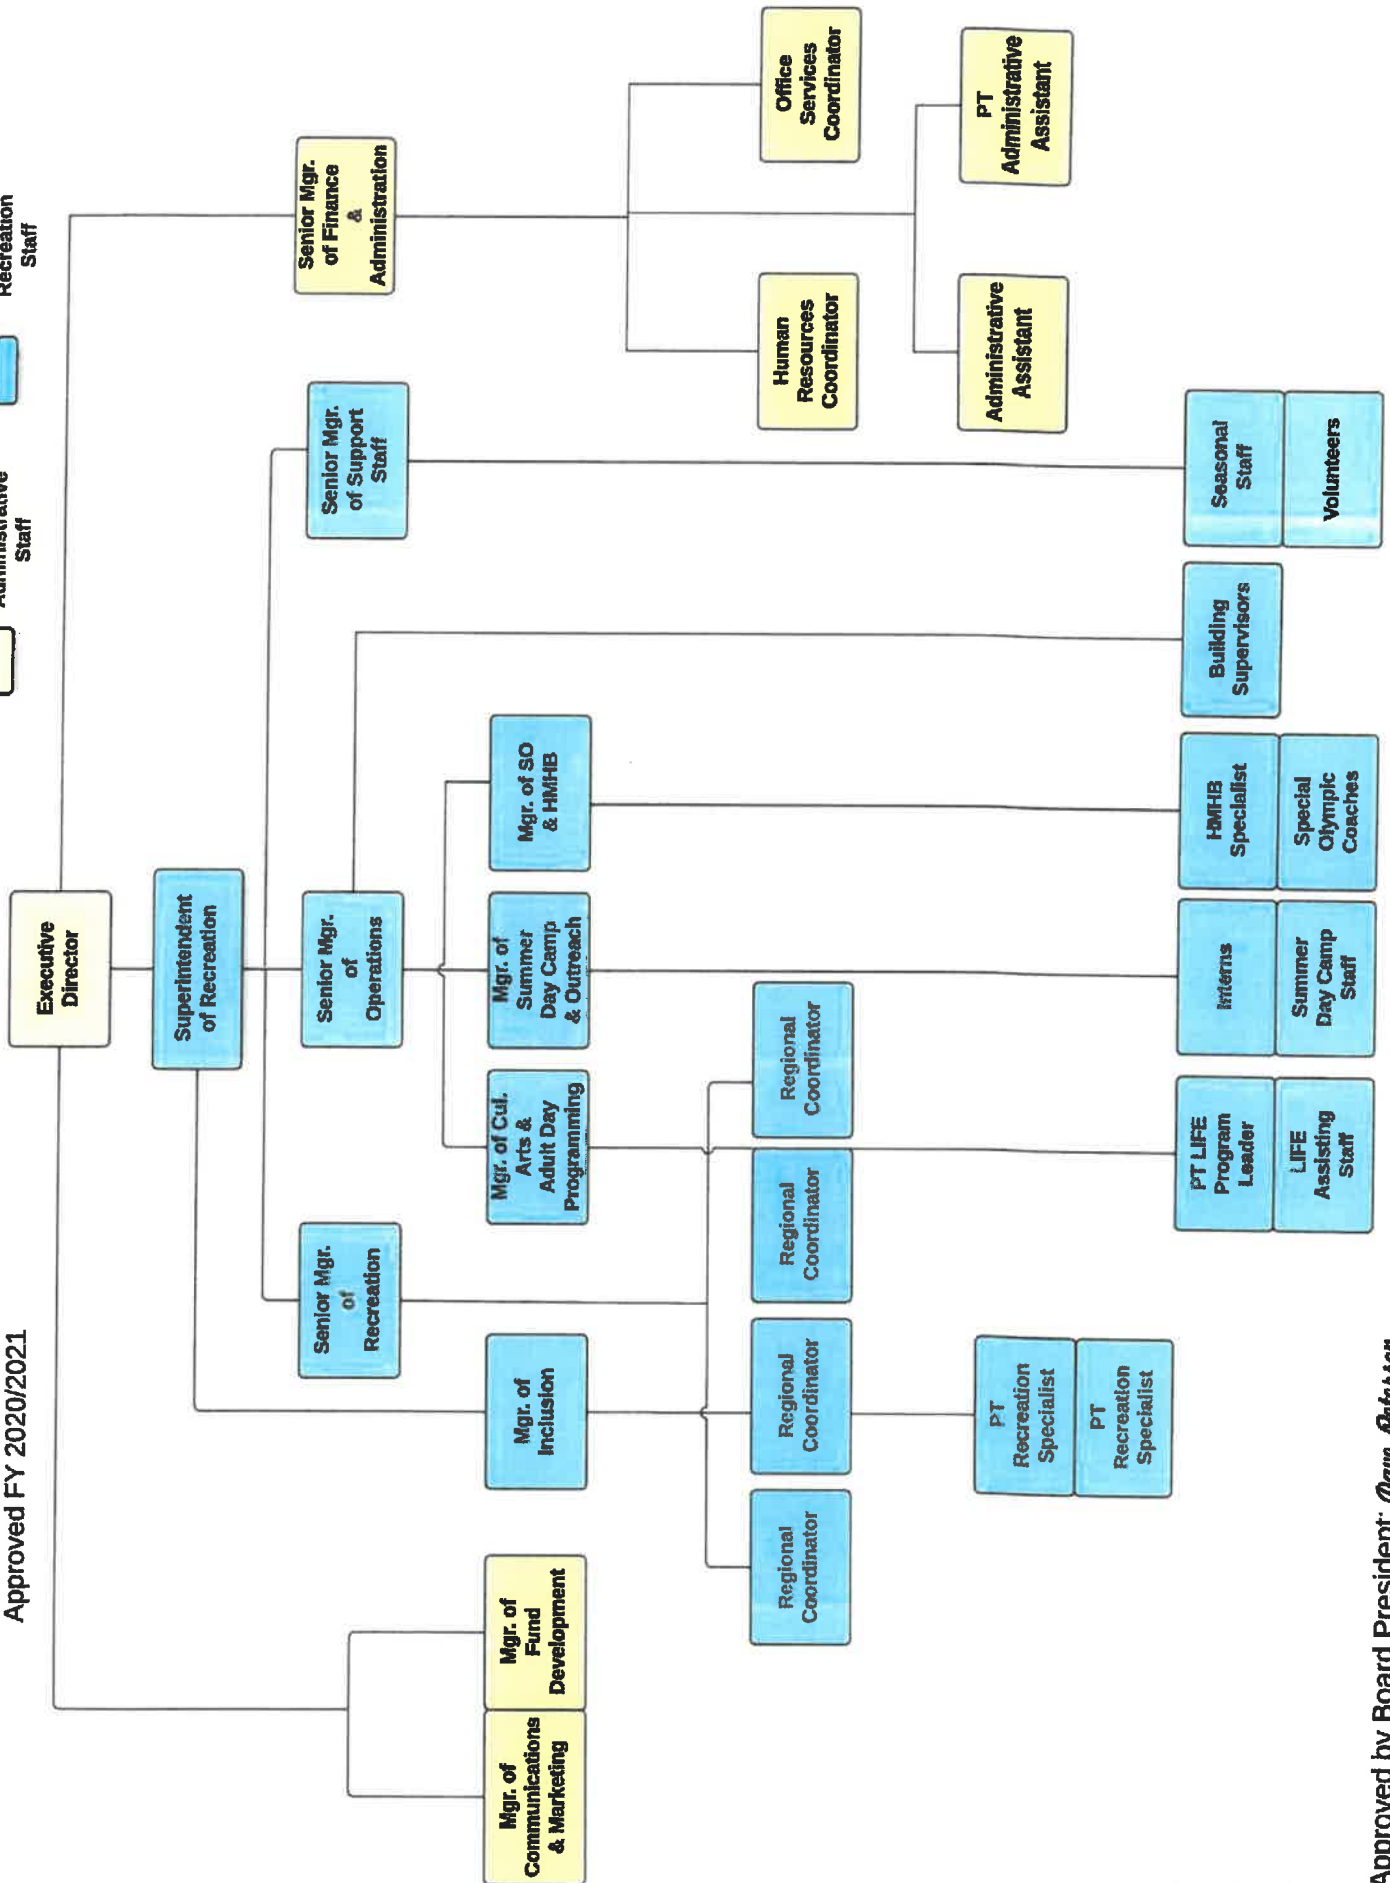 Approved FY 2020/2021
Administrative
Staff
Recreation
Staff
Executive
Director
Superintendent
of Recreation
Senior Mgr.
of
Recreation
Senior Mgr.
of
Operations
Senior Mgr.
of Support
Staff
Senior Mgr.
of Finance
&
Administration
Mgr. of
Communications
& Marketing
Mgr. of
Fund
Development
Mgr. of
Inclusion
Mgr. of Cul.
Arts &
Adult Day
Programming
Mgr. of
Summer
Day Camp
& Outreach
Mgr. of SO
& HMHB
Regional
Coordinator
Regional
Coordinator
Regional
Coordinator
Regional
Coordinator
Human
Resources
Coordinator
Office
Services
Coordinator
PT
Recreation
Specialist
PT
Recreation
Specialist
Administrative
Assistant
PT
Administrative
Assistant
PT LIFE
Program
Leader
LIFE
Assisting
Staff
Interns
Summer
Day Camp
Staff
HMHB
Specialist
Special
Olympic
Coaches
Building
Supervisors
Seasonal
Staff
Volunteers
Approved by Board President: